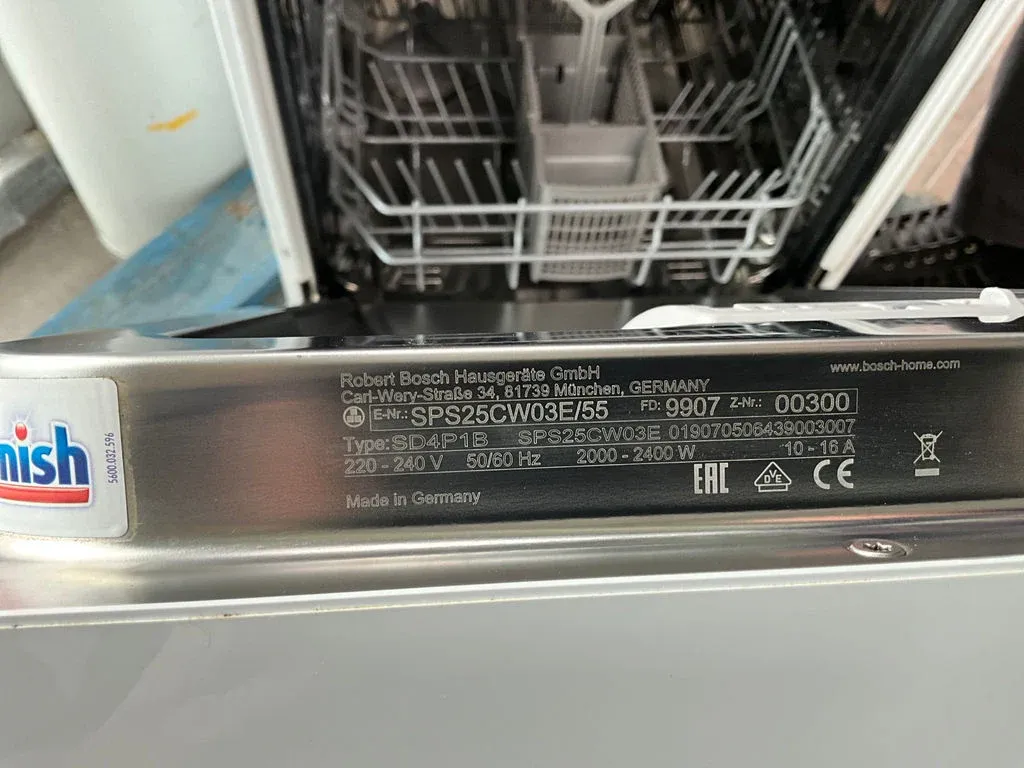 Robert Bosch Hausgeräte GmbH
www.bosch-home.com
Carl-Wery-Straße 34, 81739 München, GERMANY
E-Nr.: SPS25CW03E/55 FD: 9907 Z-Nr.: 00300
Type: SD4P1B SPS25CW03E 019070506439003007
220 - 240 V 50/60 Hz 2000 - 2400 W 10 - 16 A
EAC DVE CE
Made in Germany
nish
5600.032.596